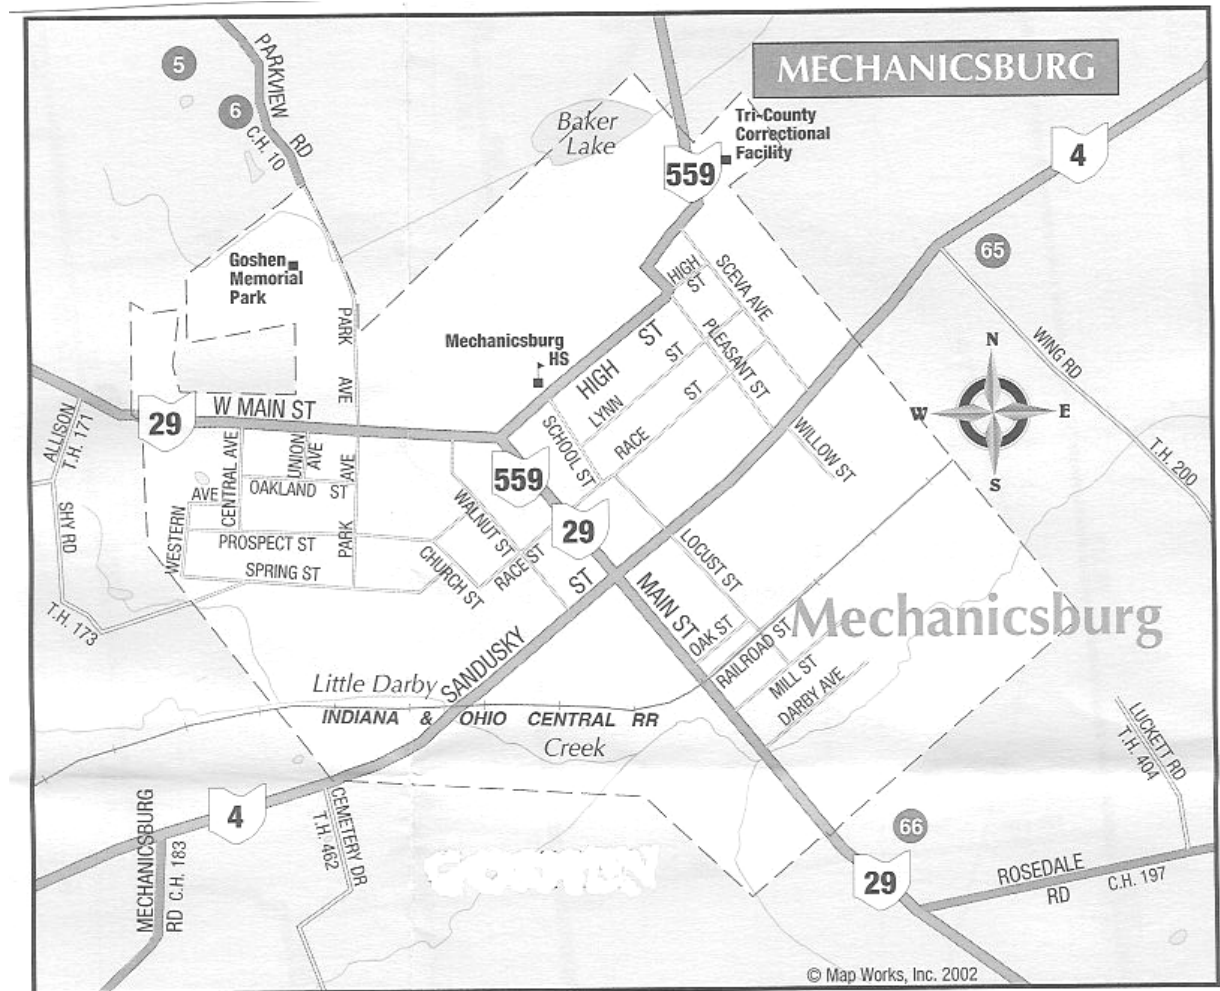 MECHANICSBURG
5
PARKVIEW
RD
6
C.H. 10
Baker
Lake
Tri-County
Correctional
Facility
559
4
65
Goshen
Memorial
Park
HIGH
ST
SCEVA AVE
PARK
AVE
Mechanicsburg
HS
HIGH
ST
PLEASANT ST
WING RD
T.H. 200
N
W
E
S
ALLISON
T.H. 171
29
W MAIN ST
LYNN
ST
RACE
ST
SCHOOL ST
WILLOW ST
CENTRAL AVE
UNION
AVE
OAKLAND ST
PARK
AVE
559
29
SHY RD
WESTERN
AVE
WALNUT ST
PROSPECT ST
SPRING ST
CHURCH ST
RACE ST
LOCUST ST
T.H. 173
SANDUSKY
ST
MAIN ST
OAK ST
RAILROAD ST
Mechanicsburg
MILL ST
DARBY AVE
Little Darby
INDIANA & OHIO CENTRAL RR
Creek
LUCKETT RD
T.H. 404
4
MECHANICSBURG
RD C.H. 183
CEMETERY DR
T.H. 462
66
29
ROSEDALE
RD
C.H. 197
© Map Works, Inc. 2002